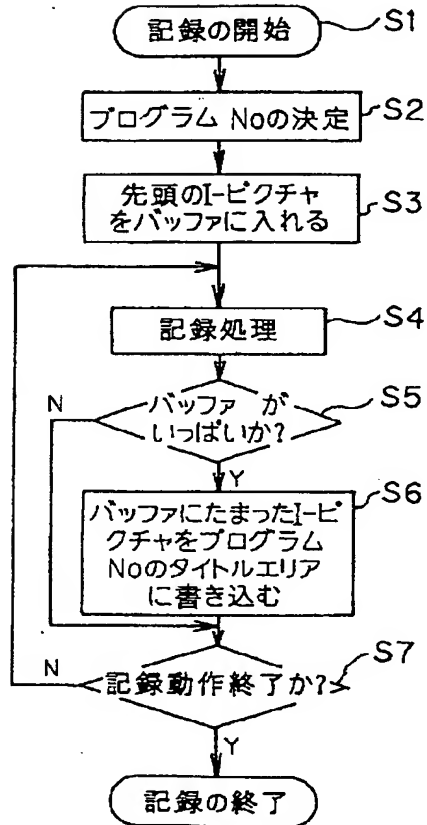 記録の開始
S1
プログラム Noの決定
S2
先頭のI-ピクチャ
をバッファに入れる
S3
記録処理
S4
バッファ が
いっぱいか?
S5
N
Y
バッファにたまったI-ピ
クチャをプログラム
Noのタイトルエリア
に書き込む
S6
記録動作終了か?
S7
N
Y
記録の終了